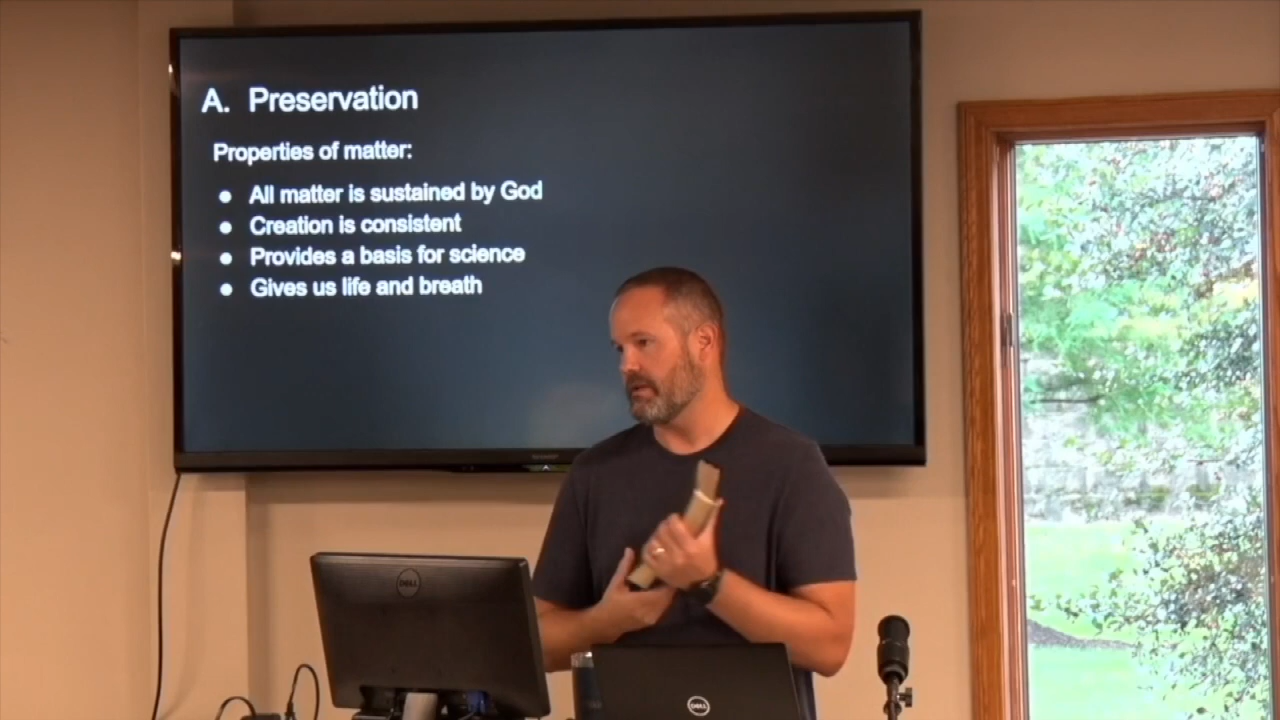 A. Preservation
Properties of matter:
● All matter is sustained by God
● Creation is consistent
● Provides a basis for science
● Gives us life and breath
DELL
DELL